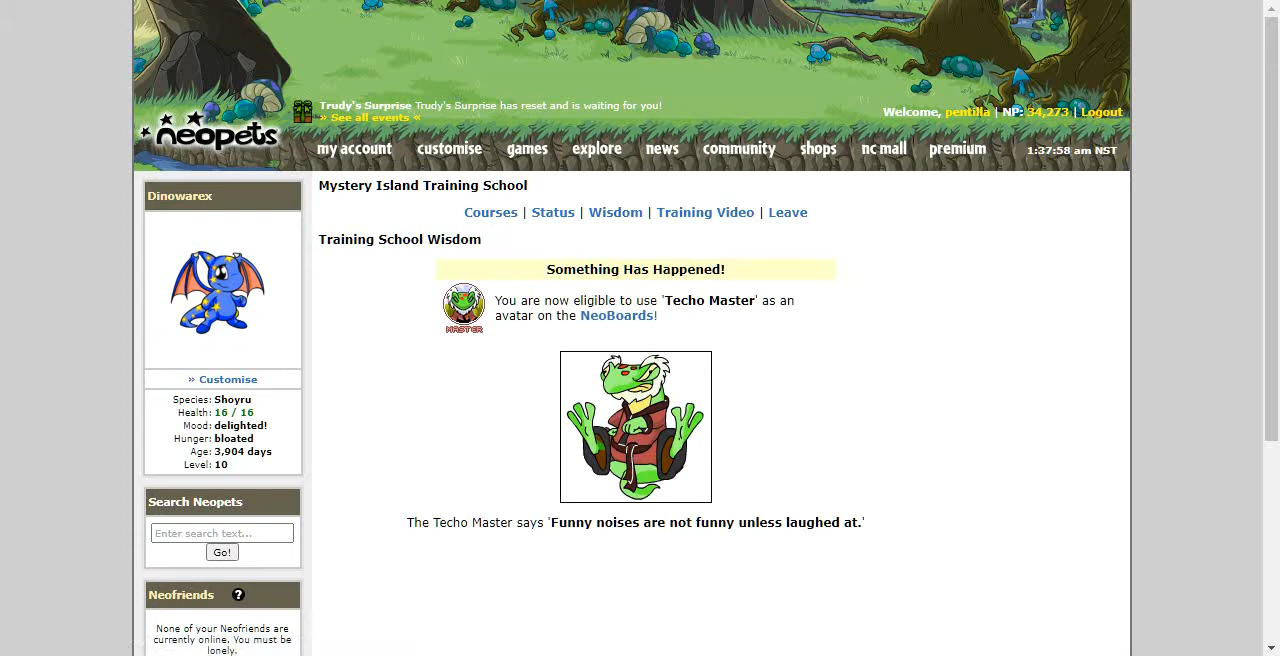 Trudy's Surprise Trudy's Surprise has reset and is waiting for you!
» See all events «
Welcome, pentilla | NP: 34,273 | Logout
neopets
my account customise games explore news community shops nc mall premium 1:37:58 am NST
Dinowarex
» Customise
Species: Shoyru
Health: 16 / 16
Mood: delighted!
Hunger: bloated
Age: 3,904 days
Level: 10
Search Neopets
Enter search text...
Go!
Neofriends ?
None of your Neofriends are
currently online. You must be
lonely.
Mystery Island Training School
Courses | Status | Wisdom | Training Video | Leave
Training School Wisdom
Something Has Happened!
MASTER
You are now eligible to use 'Techo Master' as an
avatar on the NeoBoards!
The Techo Master says 'Funny noises are not funny unless laughed at.'